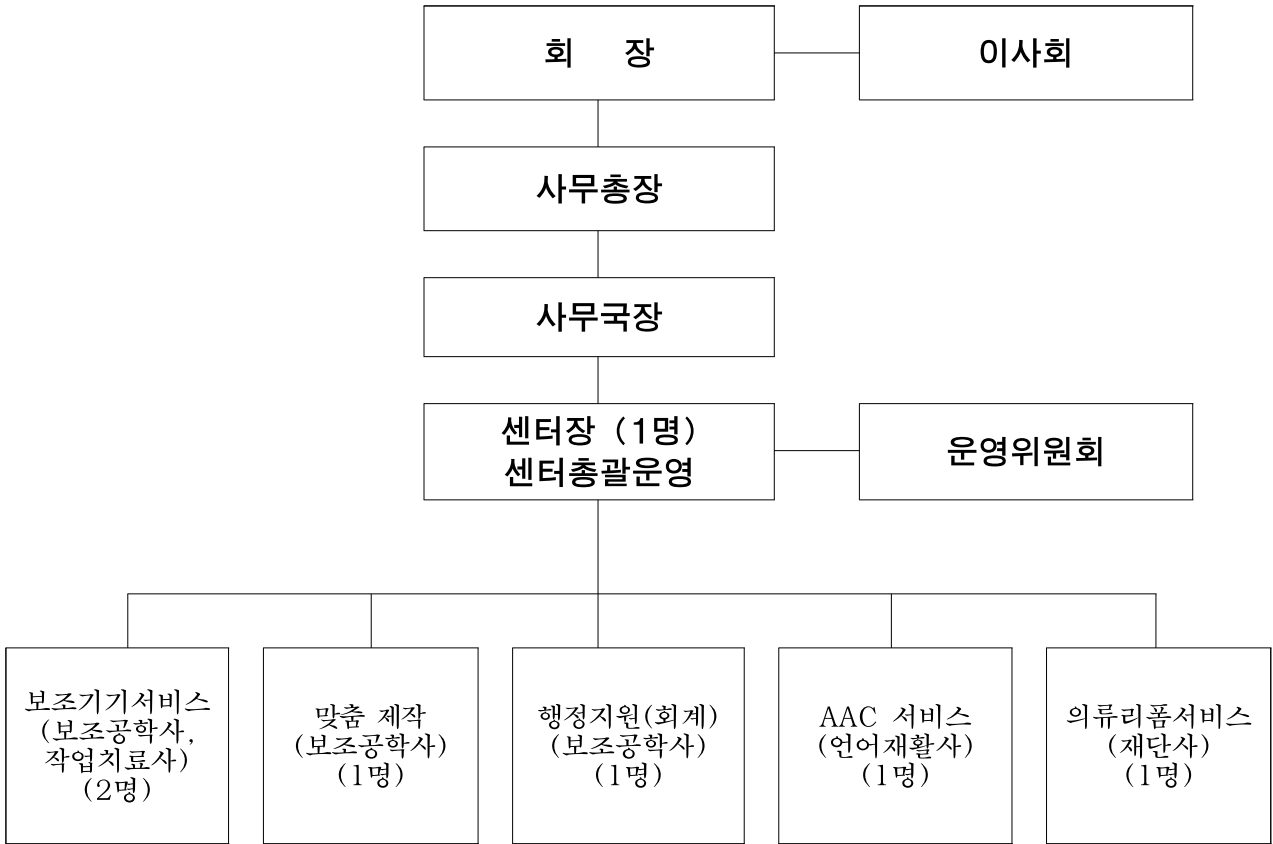 회 장
이사회
사무총장
사무국장
센터장 (1명)
센터총괄운영
운영위원회
보조기기서비스
(보조공학사,
작업치료사)
(2명)
맞춤 제작
(보조공학사)
(1명)
행정지원(회계)
(보조공학사)
(1명)
AAC 서비스
(언어재활사)
(1명)
의류리폼서비스
(재단사)
(1명)